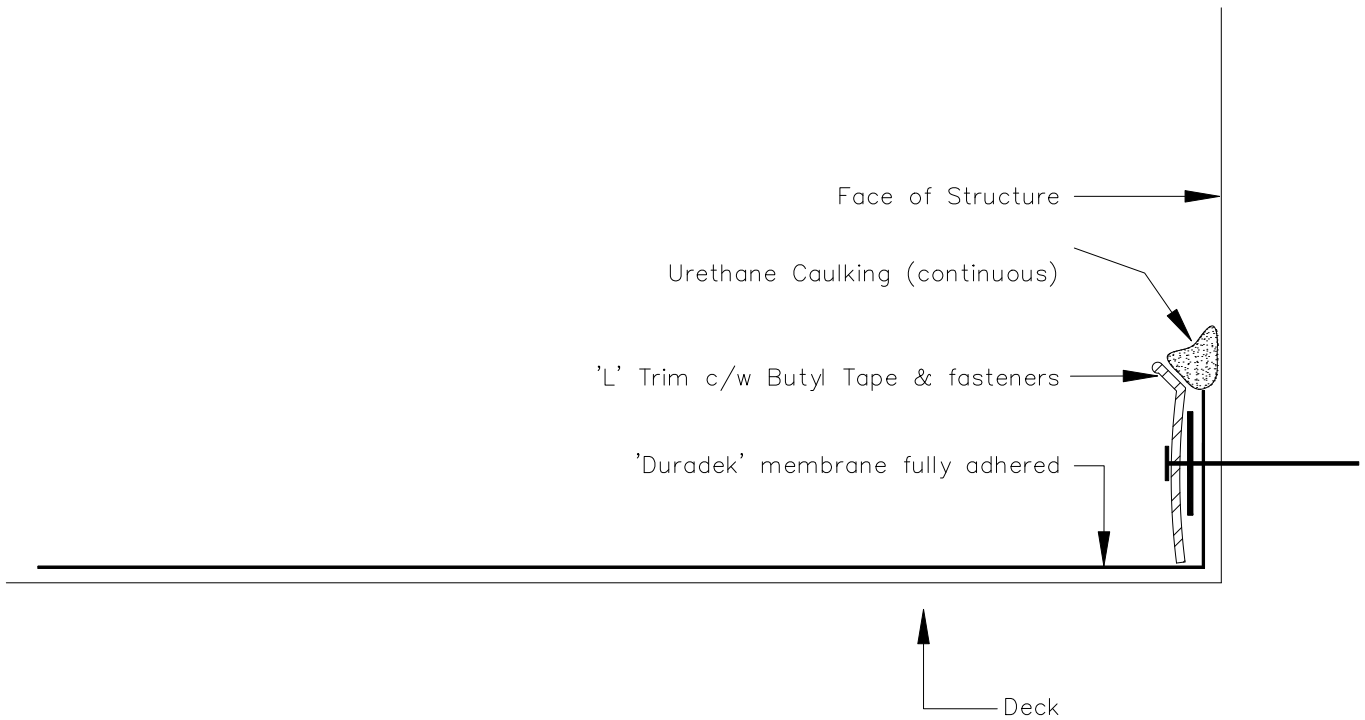 Face of Structure
Urethane Caulking (continuous)
'L' Trim c/w Butyl Tape & fasteners
'Duradek' membrane fully adhered
Deck